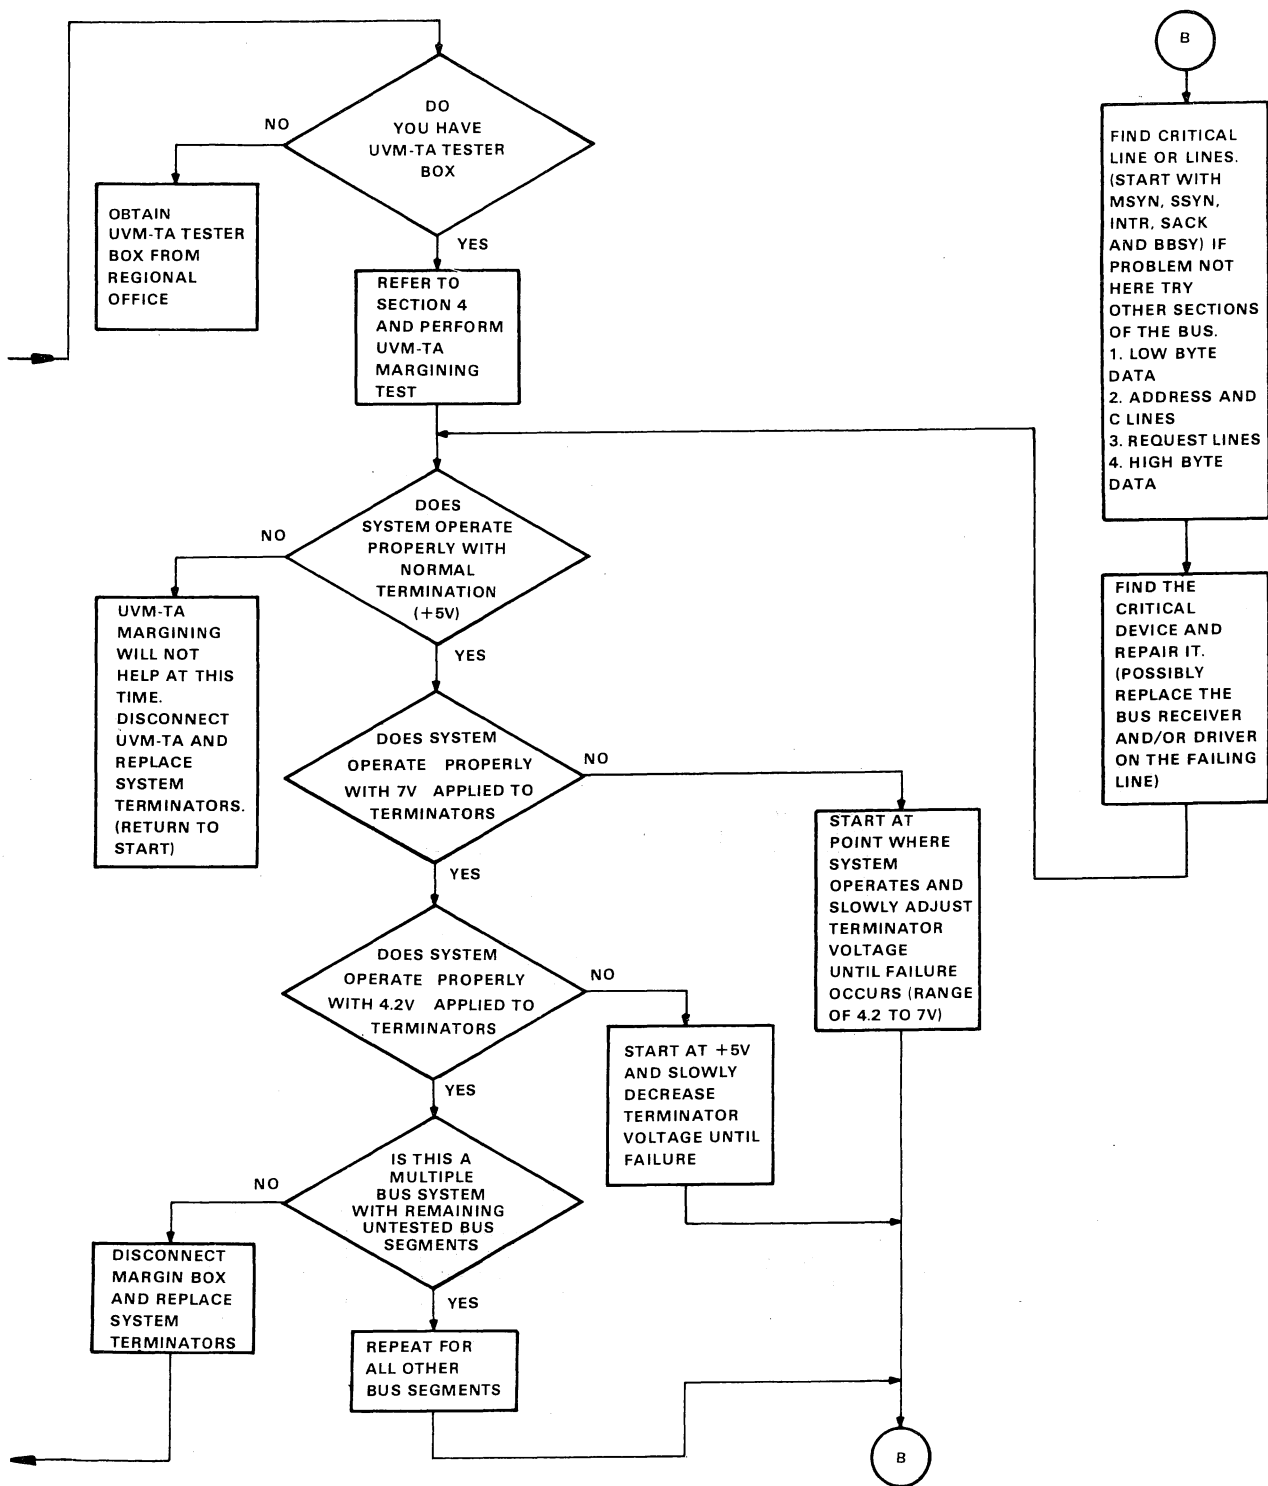 DO
YOU HAVE
UVM-TA TESTER
BOX
NO
OBTAIN
UVM-TA TESTER
BOX FROM
REGIONAL
OFFICE
YES
REFER TO
SECTION 4
AND PERFORM
UVM-TA
MARGINING
TEST
DOES
SYSTEM OPERATE
PROPERLY WITH
NORMAL
TERMINATION
(+5V)
NO
UVM-TA
MARGINING
WILL NOT
HELP AT THIS
TIME.
DISCONNECT
UVM-TA AND
REPLACE
SYSTEM
TERMINATORS.
(RETURN TO
START)
YES
DOES SYSTEM
OPERATE PROPERLY
WITH 7V APPLIED TO
TERMINATORS
NO
START AT
POINT WHERE
SYSTEM
OPERATES AND
SLOWLY ADJUST
TERMINATOR
VOLTAGE
UNTIL FAILURE
OCCURS (RANGE
OF 4.2 TO 7V)
YES
DOES SYSTEM
OPERATE PROPERLY
WITH 4.2V APPLIED TO
TERMINATORS
NO
START AT +5V
AND SLOWLY
DECREASE
TERMINATOR
VOLTAGE UNTIL
FAILURE
YES
IS THIS A
MULTIPLE
BUS SYSTEM
WITH REMAINING
UNTESTED BUS
SEGMENTS
NO
DISCONNECT
MARGIN BOX
AND REPLACE
SYSTEM
TERMINATORS
YES
REPEAT FOR
ALL OTHER
BUS SEGMENTS
B
B
FIND CRITICAL
LINE OR LINES.
(START WITH
MSYN, SSYN,
INTR, SACK
AND BBSY) IF
PROBLEM NOT
HERE TRY
OTHER SECTIONS
OF THE BUS.
1. LOW BYTE
DATA
2. ADDRESS AND
C LINES
3. REQUEST LINES
4. HIGH BYTE
DATA
FIND THE
CRITICAL
DEVICE AND
REPAIR IT.
(POSSIBLY
REPLACE THE
BUS RECEIVER
AND/OR DRIVER
ON THE FAILING
LINE)